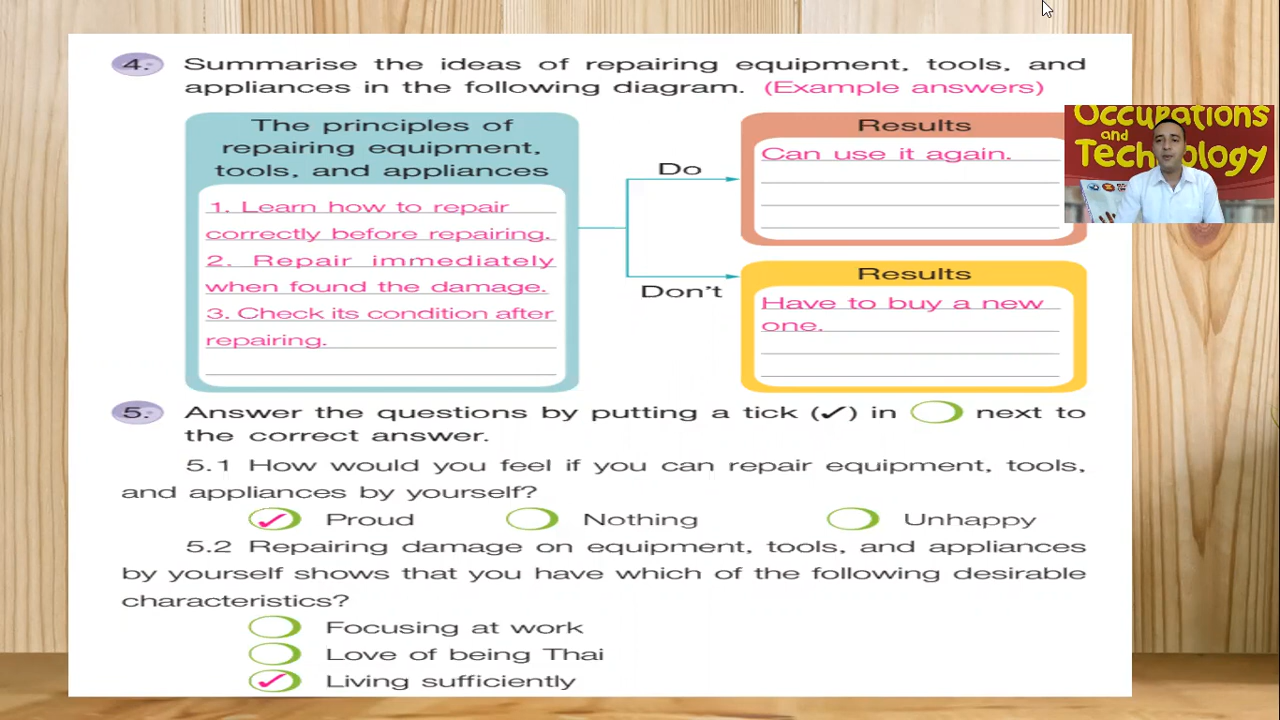 4. Summarise the ideas of repairing equipment, tools, and
appliances in the following diagram. (Example answers)
The principles of
repairing equipment,
tools, and appliances
1. Learn how to repair
correctly before repairing.
2. Repair immediately
when found the damage.
3. Check its condition after
repairing.
Do
Results
Can use it again.
Don't
Results
Have to buy a new
one.
Occupations
and
Technology
5. Answer the questions by putting a tick (✓) in next to
the correct answer.
5.1 How would you feel if you can repair equipment, tools,
and appliances by yourself?
✓ Proud Nothing Unhappy
5.2 Repairing damage on equipment, tools, and appliances
by yourself shows that you have which of the following desirable
characteristics?
Focusing at work
Love of being Thai
✓ Living sufficiently